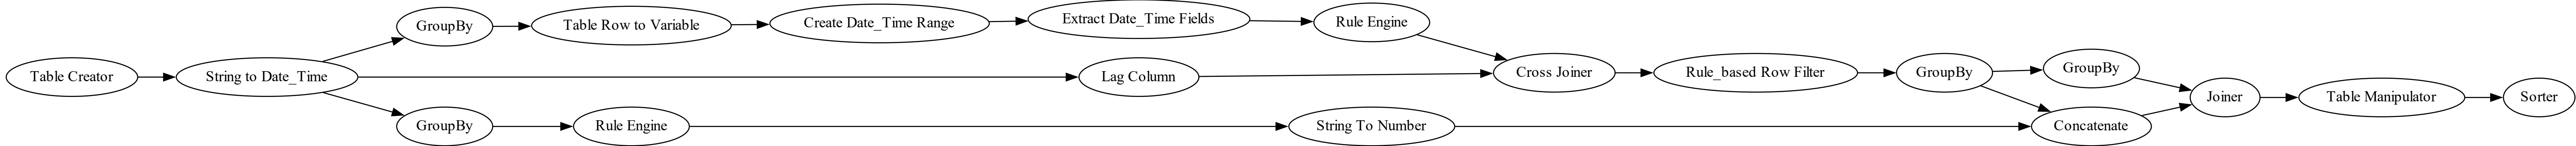 Table Creator
String to Date_Time
GroupBy
Table Row to Variable
Create Date_Time Range
Extract Date_Time Fields
Rule Engine
Lag Column
Cross Joiner
Rule_based Row Filter
GroupBy
GroupBy
GroupBy
Rule Engine
String To Number
Concatenate
Joiner
Table Manipulator
Sorter